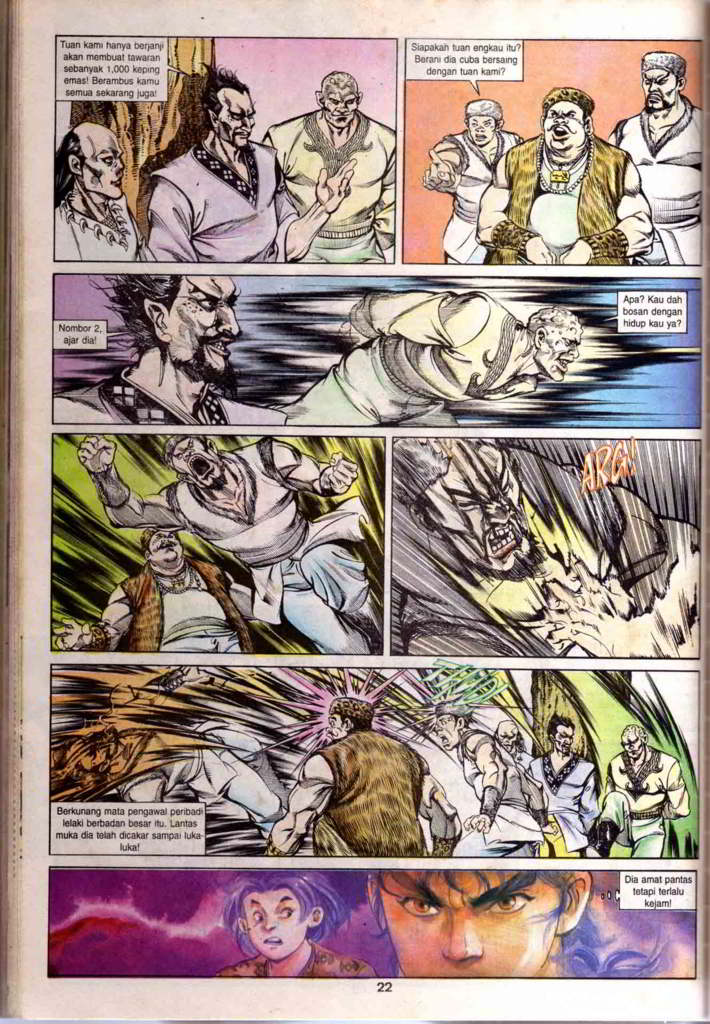 Tuan kami hanya berjanji
akan membuat tawaran
sebanyak 1,000 keping
emas! Berambus kamu
semua sekarang juga!
Siapakah tuan engkau itu?
Berani dia cuba bersaing
dengan tuan kami?
Nombor 2,
ajar dia!
Apa? Kau dah
bosan dengan
hidup kau ya?
ARG!
Berkunang mata pengawal peribadi
lelaki berbadan besar itu. Lantas
muka dia telah dicakar sampai luka-
luka!
Dia amat pantas
tetapi terlalu
kejam!
22